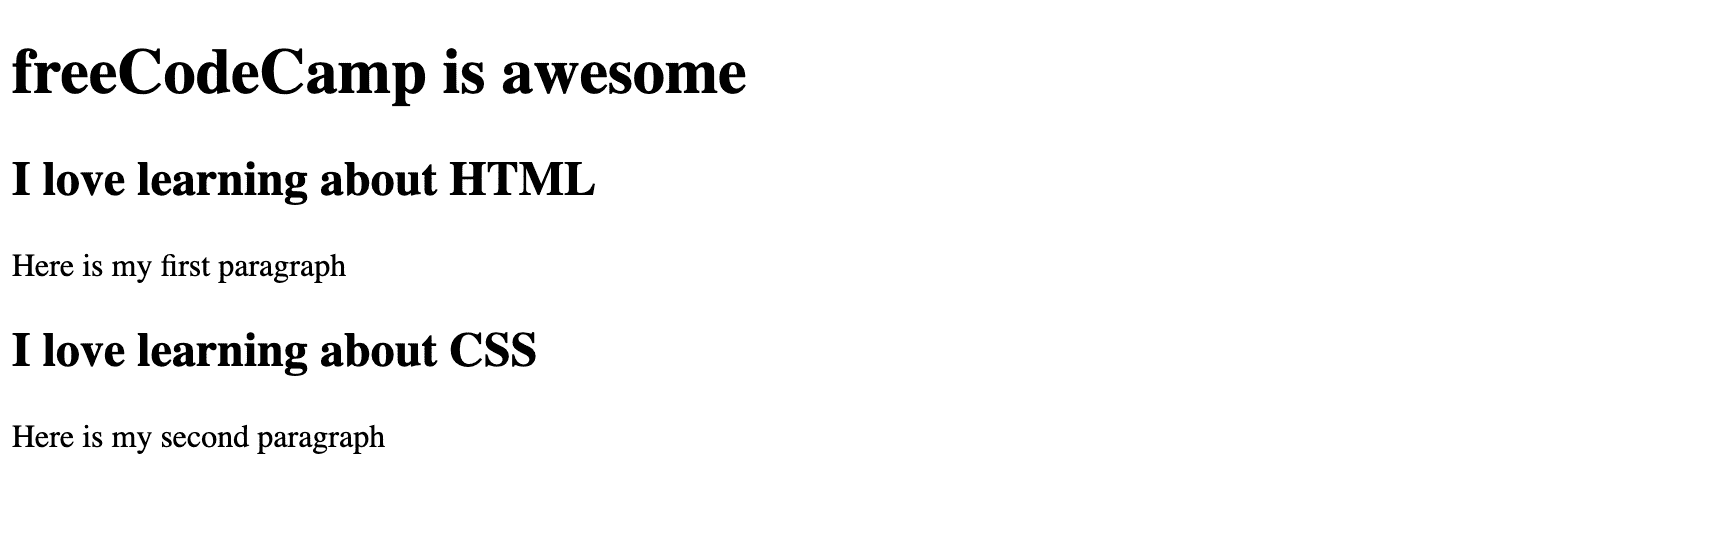 freeCodeCamp is awesome
I love learning about HTML
Here is my first paragraph
I love learning about CSS
Here is my second paragraph